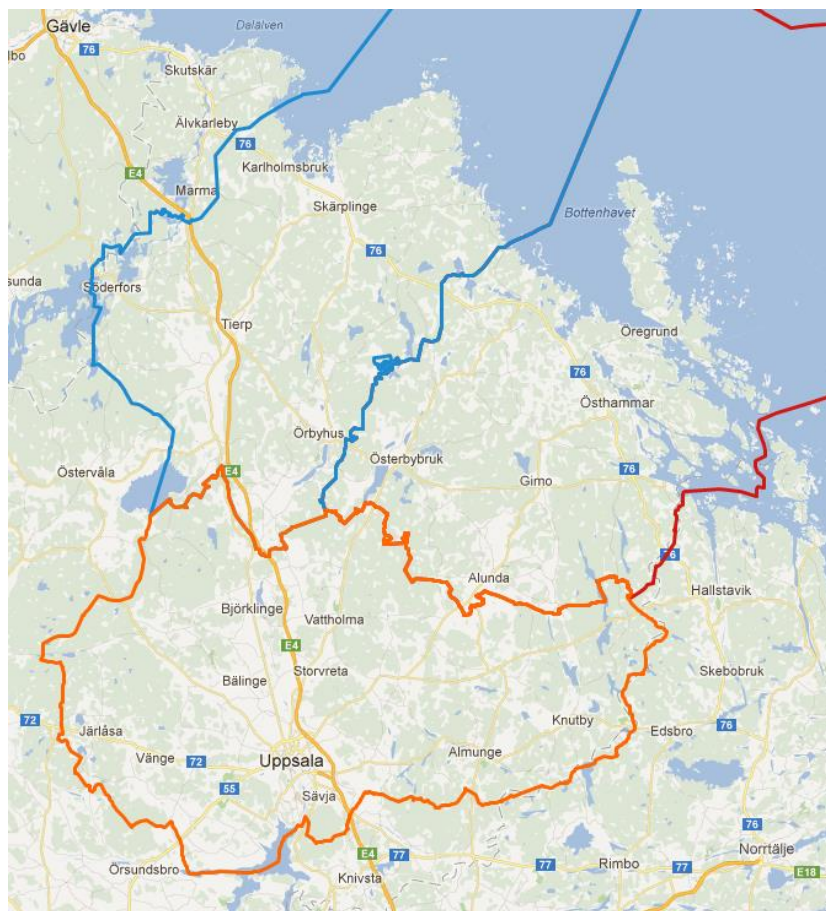 Gävle
Dalälven
76
lbo
Skutskär
Älvkarleby
76
Karlholmsbruk
E4
Marma
Skärplinge
Bottenhavet
76
sunda
Söderfors
Tierp
Öregrund
76
Östhammar
Örbyhus
Österbybruk
Östervåla
E4
76
Gimo
76
Alunda
Hallstavik
Björklinge
Vattholma
E4
Storvreta
Skebobruk
Bälinge
72
Järlåsa
Knutby
Edsbro
76
Vänge
72
Uppsala
Almunge
55
Sävja
76
Norrtälje
E4
77
77
Rimbo
77
E18
Örsundsbro
Knivsta